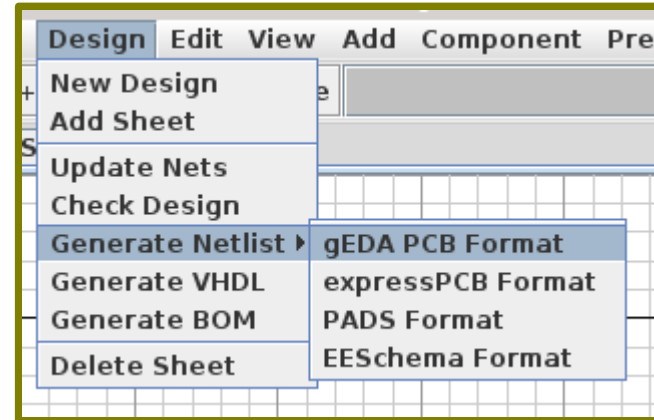 Design Edit View Add Component Pre
New Design
e
Add Sheet
S
Update Nets
Check Design
Generate Netlist
gEDA PCB Format
Generate VHDL
expressPCB Format
Generate BOM
PADS Format
Delete Sheet
EESchema Format